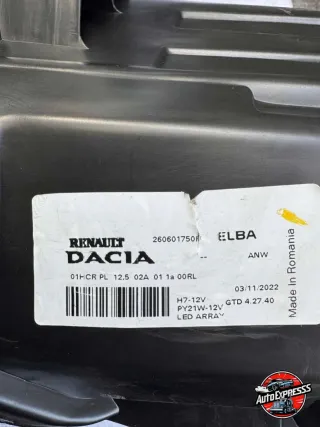 RENAULT 260601750R ELBA
DACIA -- ANW
01HCR PL 12.5 02A 01 1a 00RL
03/11/2022
H7-12V GTD 4.27.40
PY21W-12V
LED ARRAY
Made In Romania
AUTOEXPRESSS